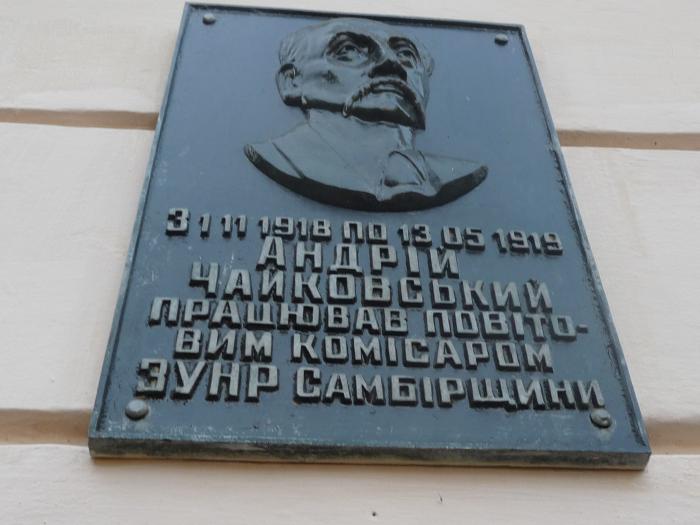 З 1 11 1918 ПО 13 05 1919
АНДРІЙ
ЧАЙКОВСЬКИЙ
ПРАЦЮВАВ ПОВІТО-
ВИМ КОМІСАРОМ
ЗУНР САМБІРЩИНИ